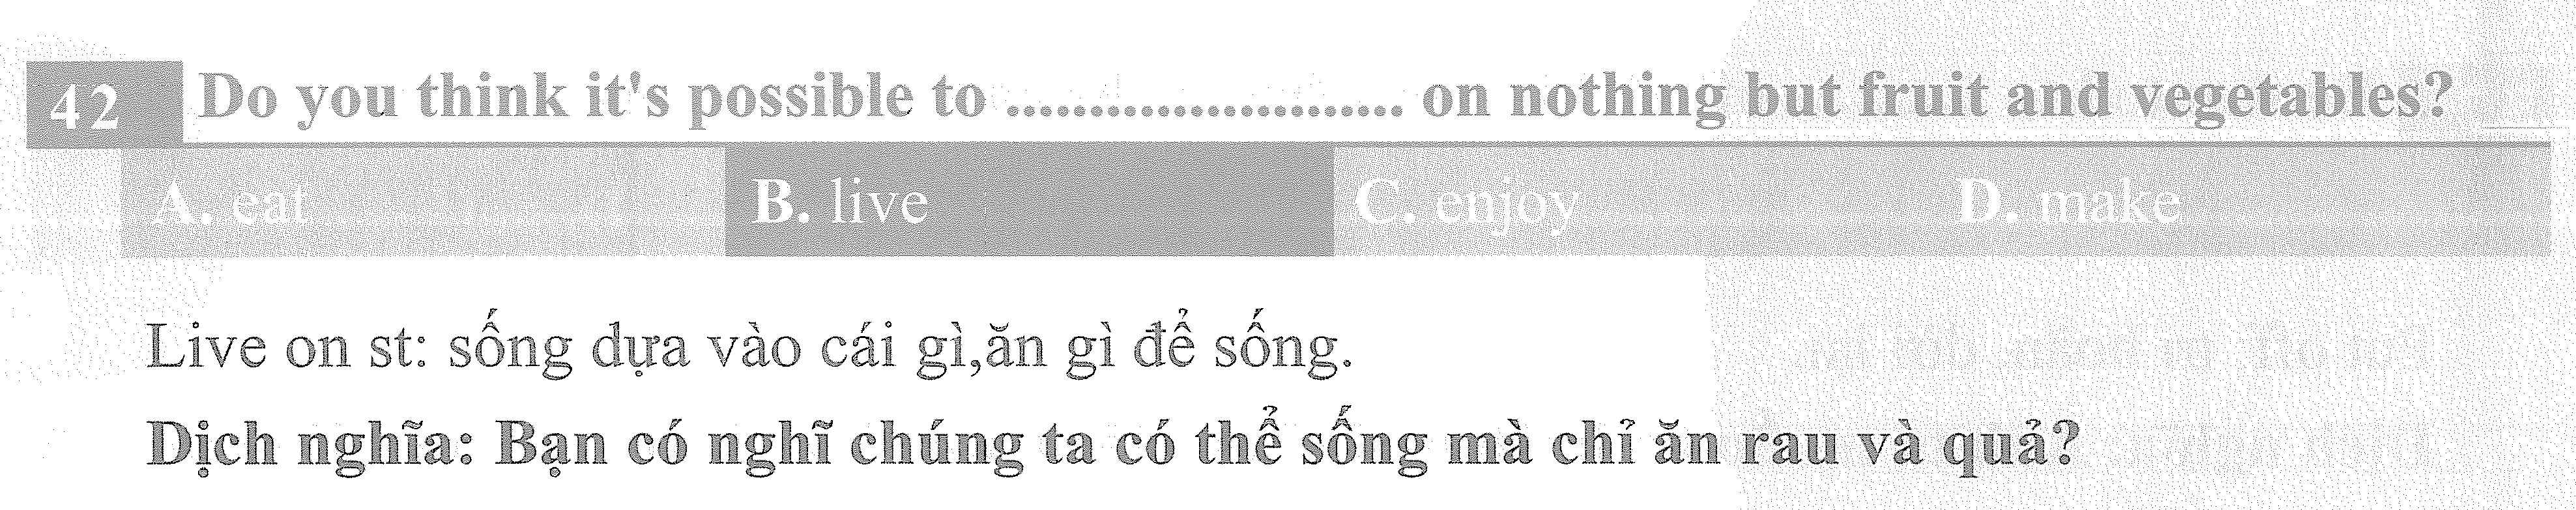 42 Do you think it's possible to ........................ on nothing but fruit and vegetables?
A. eat B. live C. enjoy D. make
Live on st: sống dựa vào cái gì,ăn gì để sống.
Dịch nghĩa: Bạn có nghĩ chúng ta có thể sống mà chỉ ăn rau và quả?